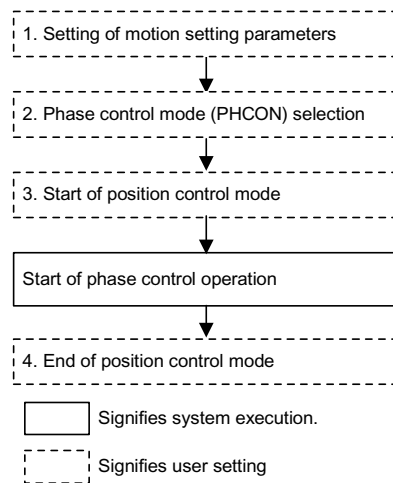 1. Setting of motion setting parameters
2. Phase control mode (PHCON) selection
3. Start of position control mode
Start of phase control operation
4. End of position control mode
Signifies system execution.
Signifies user setting